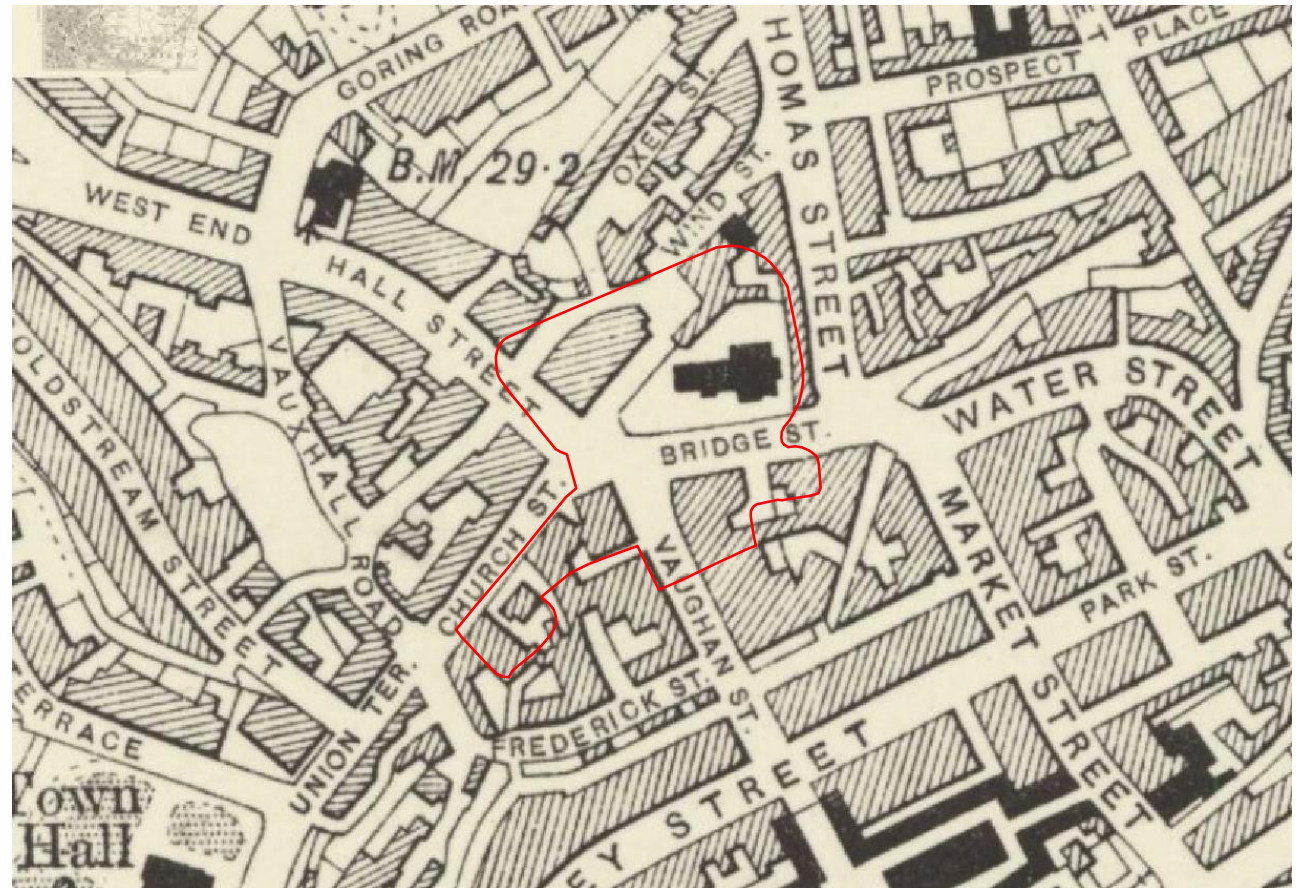 GORING ROA
HOMAS STREET
PLACE
PROSPECT
OXEN ST.
B.M. 29·2
WIND ST.
WEST END
HALL STREET
VAUXHALL ROAD
OLDSTREAM STREET
WATER STREET
BRIDGE ST.
CHURCH ST.
MARKET STREET
VAUGHAN ST.
PARK ST.
FREDERICK ST.
UNION TER.
TERRACE
EY STREET
Town
Hall